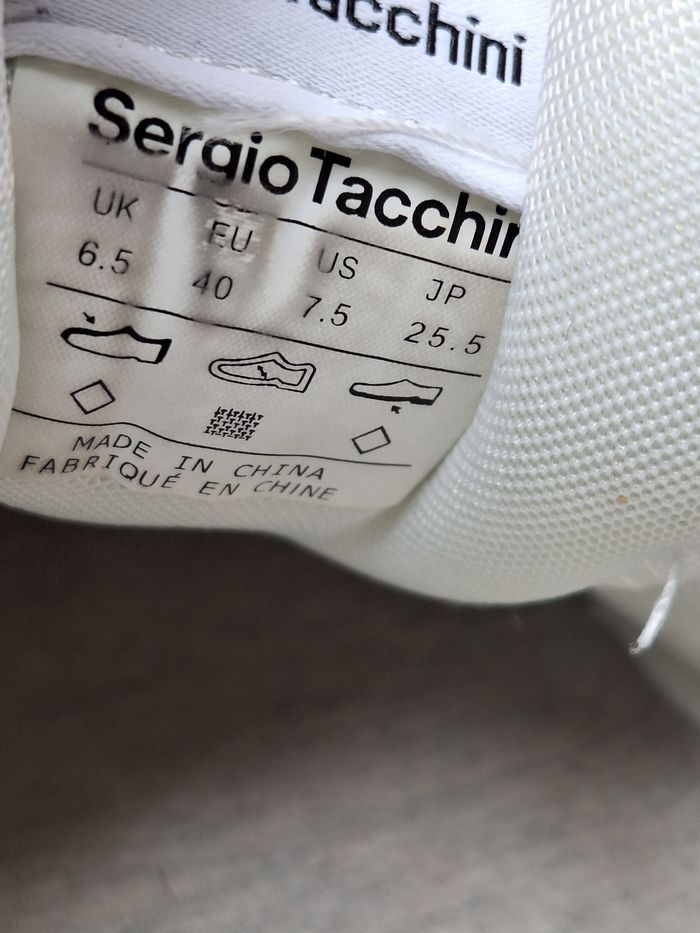 Tacchini
Sergio Tacchin
UK EU US JP
6.5 40 7.5 25.5
MADE IN CHINA
FABRIQUÉ EN CHINE